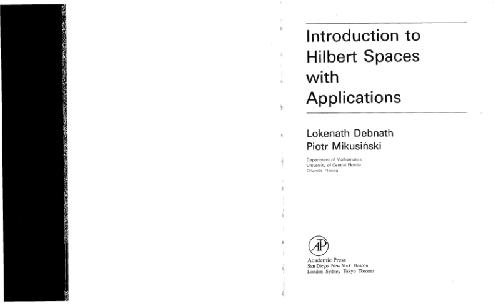 Introduction to
Hilbert Spaces
with
Applications
Lokenath Debnath
Piotr Mikusiński
Department of Mathematics
University of Central Florida
Orlando, Florida
AP
Academic Press
San Diego New York Boston
London Sydney Tokyo Toronto